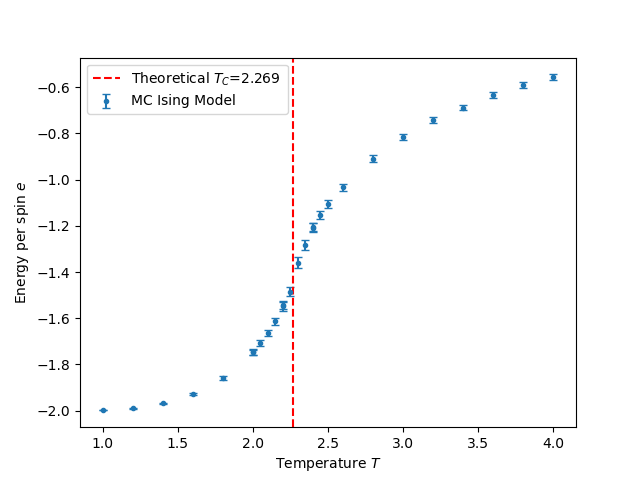 Theoretical T_C=2.269
MC Ising Model
Energy per spin e
−0.6
−0.8
−1.0
−1.2
−1.4
−1.6
−1.8
−2.0
1.0 1.5 2.0 2.5 3.0 3.5 4.0
Temperature T